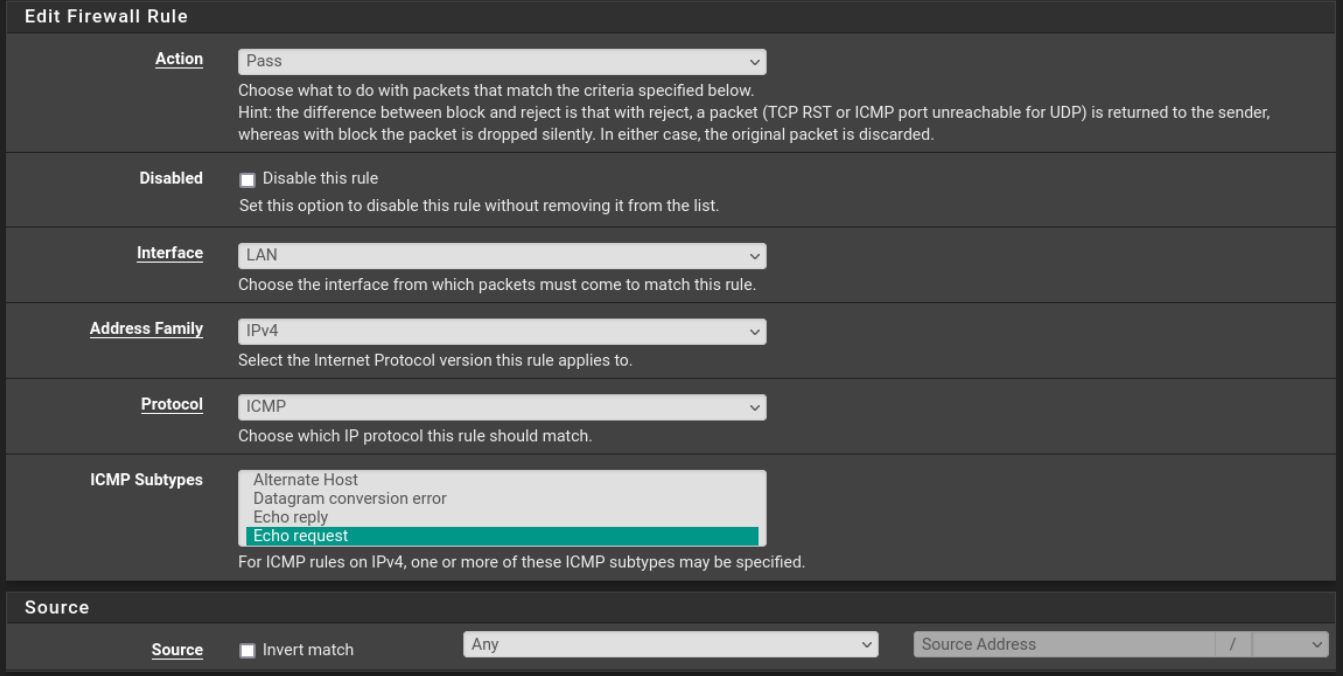 Edit Firewall Rule
Action
Pass
Choose what to do with packets that match the criteria specified below.
Hint: the difference between block and reject is that with reject, a packet (TCP RST or ICMP port unreachable for UDP) is returned to the sender,
whereas with block the packet is dropped silently. In either case, the original packet is discarded.
Disabled
Disable this rule
Set this option to disable this rule without removing it from the list.
Interface
LAN
Choose the interface from which packets must come to match this rule.
Address Family
IPv4
Select the Internet Protocol version this rule applies to.
Protocol
ICMP
Choose which IP protocol this rule should match.
ICMP Subtypes
Alternate Host
Datagram conversion error
Echo reply
Echo request
For ICMP rules on IPv4, one or more of these ICMP subtypes may be specified.
Source
Source
Invert match
Any
Source Address
/